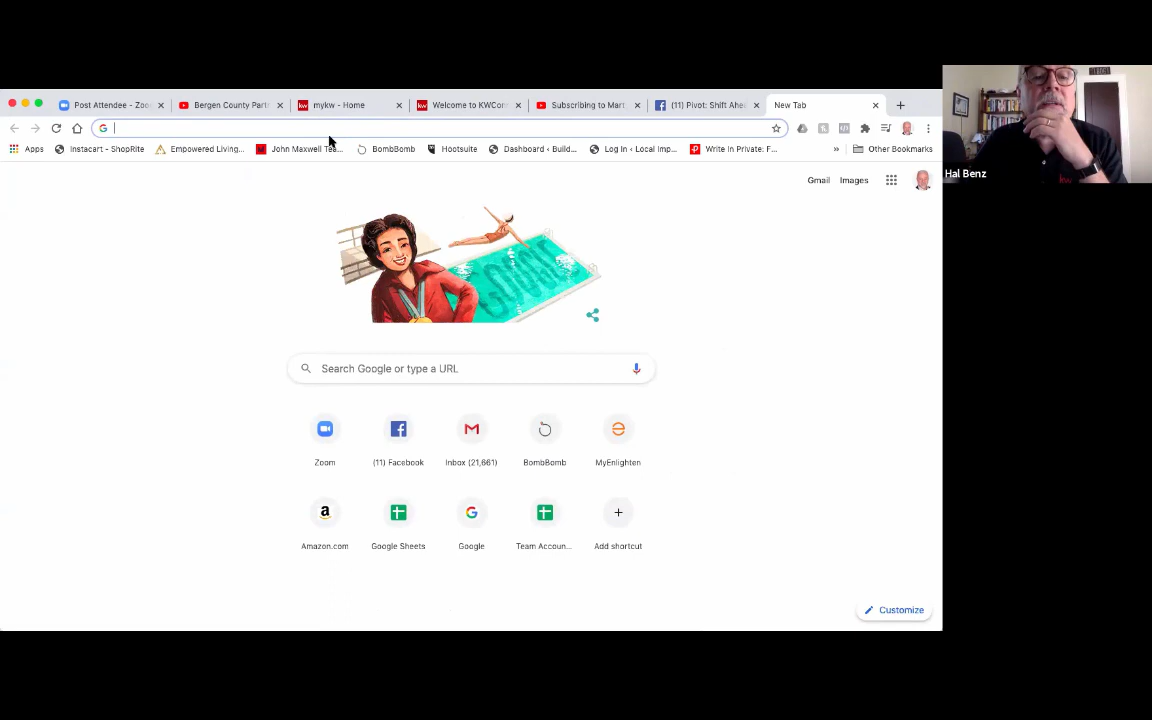 Post Attendee - Zoo
Bergen County Part
mykw - Home
Welcome to KWCom
Subscribing to Mart
(11) Pivot: Shift Ahea
New Tab
Apps
Instacart - ShopRite
Empowered Living...
John Maxwell Tea...
BombBomb
Hootsuite
Dashboard ‹ Build...
Log In ‹ Local Imp...
Write In Private: F...
»
Other Bookmarks
Gmail
Images
Hal Benz
GOOGLE
Search Google or type a URL
Zoom
(11) Facebook
Inbox (21,661)
BombBomb
MyEnlighten
Amazon.com
Google Sheets
Google
Team Accoun...
Add shortcut
Customize